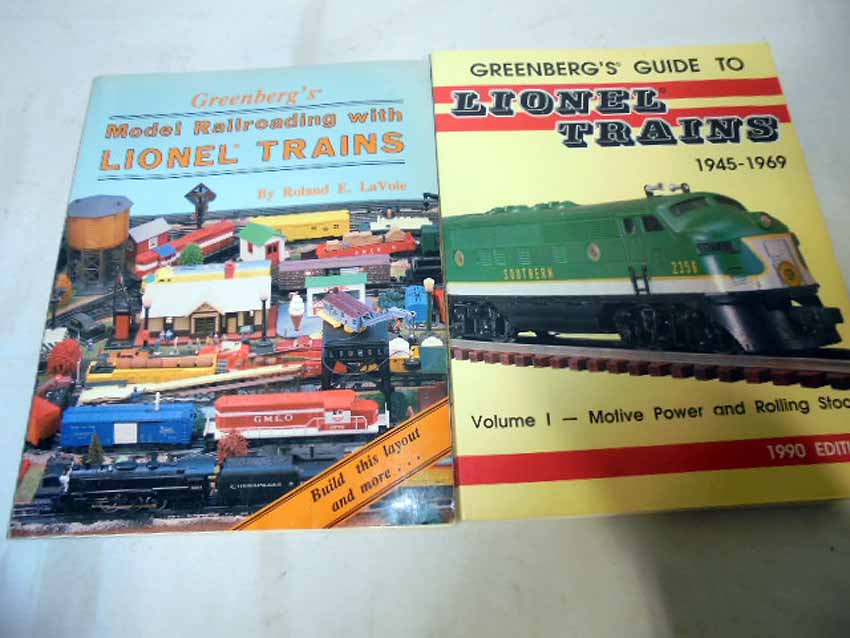 Greenberg's®
Model Railroading with
LIONEL® TRAINS
By Roland E. LaVoie
LIONEL
GM&O
Build this layout
and more . . .
GREENBERG'S® GUIDE TO
LIONEL®
TRAINS
1945-1969
2356
SOUTHERN
Volume I — Motive Power and Rolling Stoc
1990 EDITI